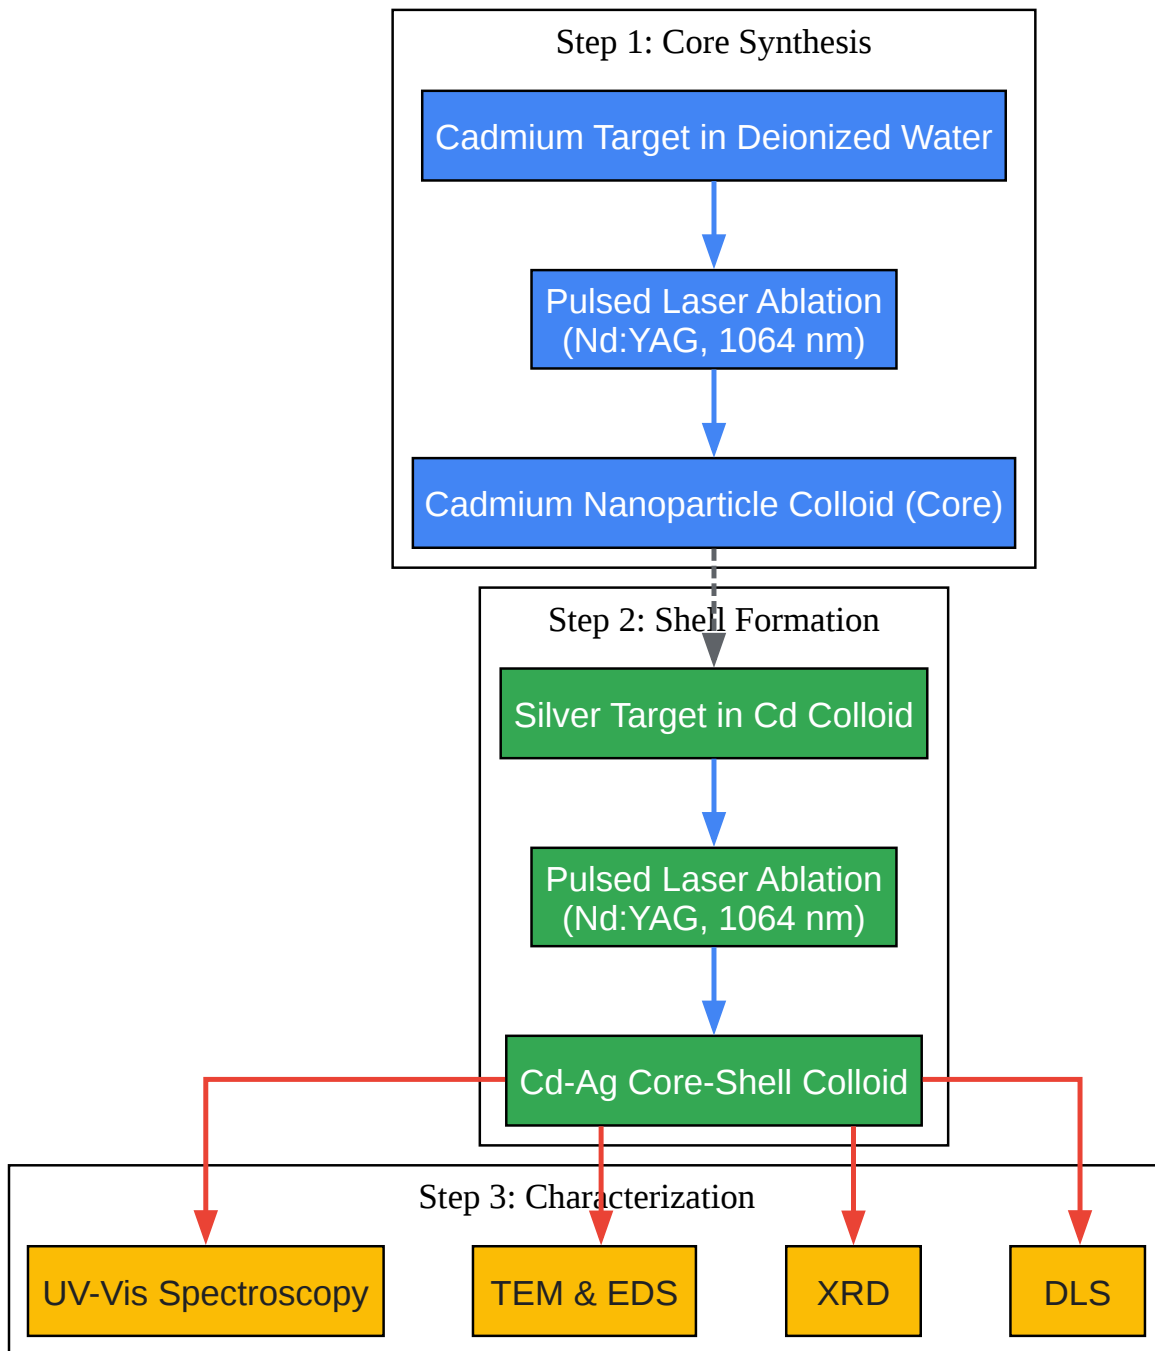 Step 1: Core Synthesis
Cadmium Target in Deionized Water
Pulsed Laser Ablation
(Nd:YAG, 1064 nm)
Cadmium Nanoparticle Colloid (Core)
Step 2: Shell Formation
Silver Target in Cd Colloid
Pulsed Laser Ablation
(Nd:YAG, 1064 nm)
Cd-Ag Core-Shell Colloid
Step 3: Characterization
UV-Vis Spectroscopy
TEM & EDS
XRD
DLS